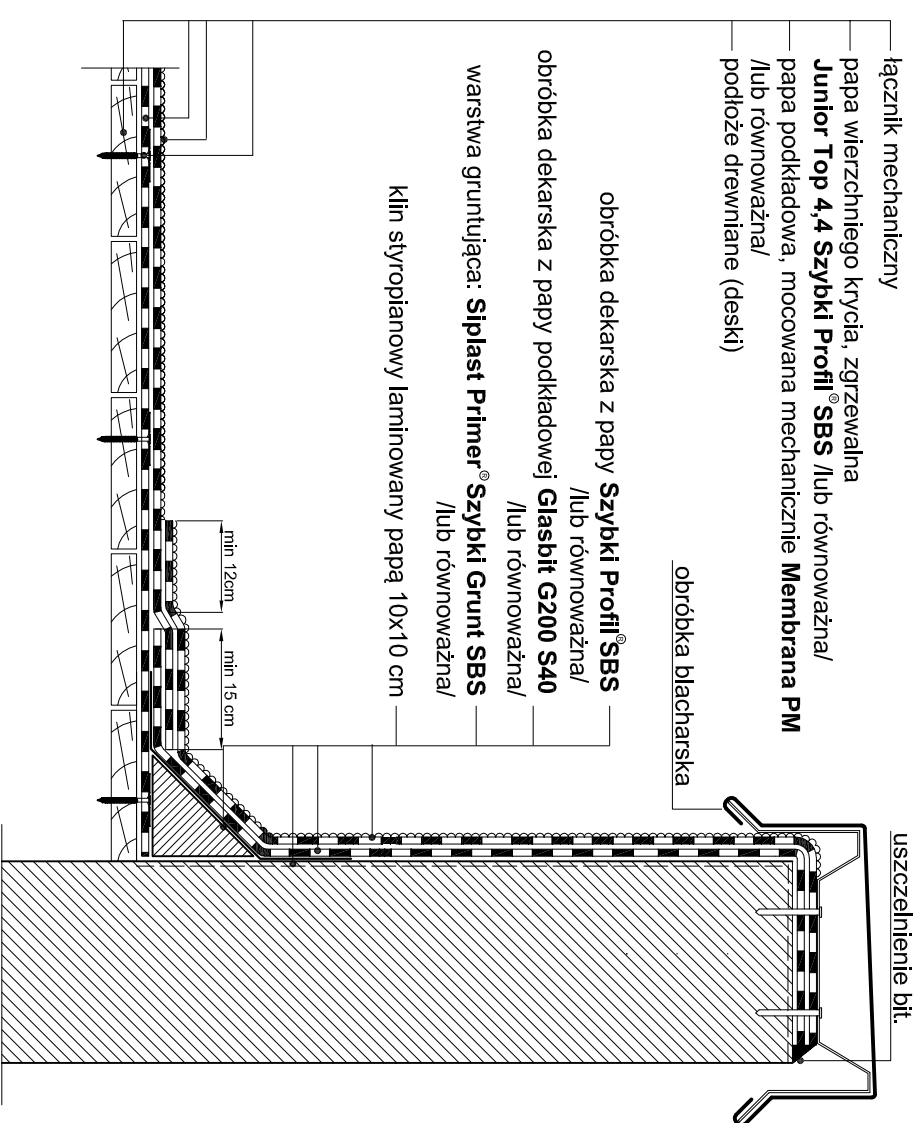 łącznik mechaniczny
papa wierzchniego krycia, zgrzewalna
Junior Top 4,4 Szybki Profil® SBS /lub równoważna/
papa podkładowa, mocowana mechanicznie Membrana PM
/lub równoważna/
podłoże drewniane (deski)
obróbka dekarska z papy Szybki Profil®SBS
/lub równoważna/
obróbka dekarska z papy podkładowej Glasbit G200 S40
/lub równoważna/
warstwa gruntująca: Siplast Primer® Szybki Grunt SBS
/lub równoważna/
klin styropianowy laminowany papą 10x10 cm
obróbka blacharska
uszczelnienie bit.
min 12cm
min 15 cm